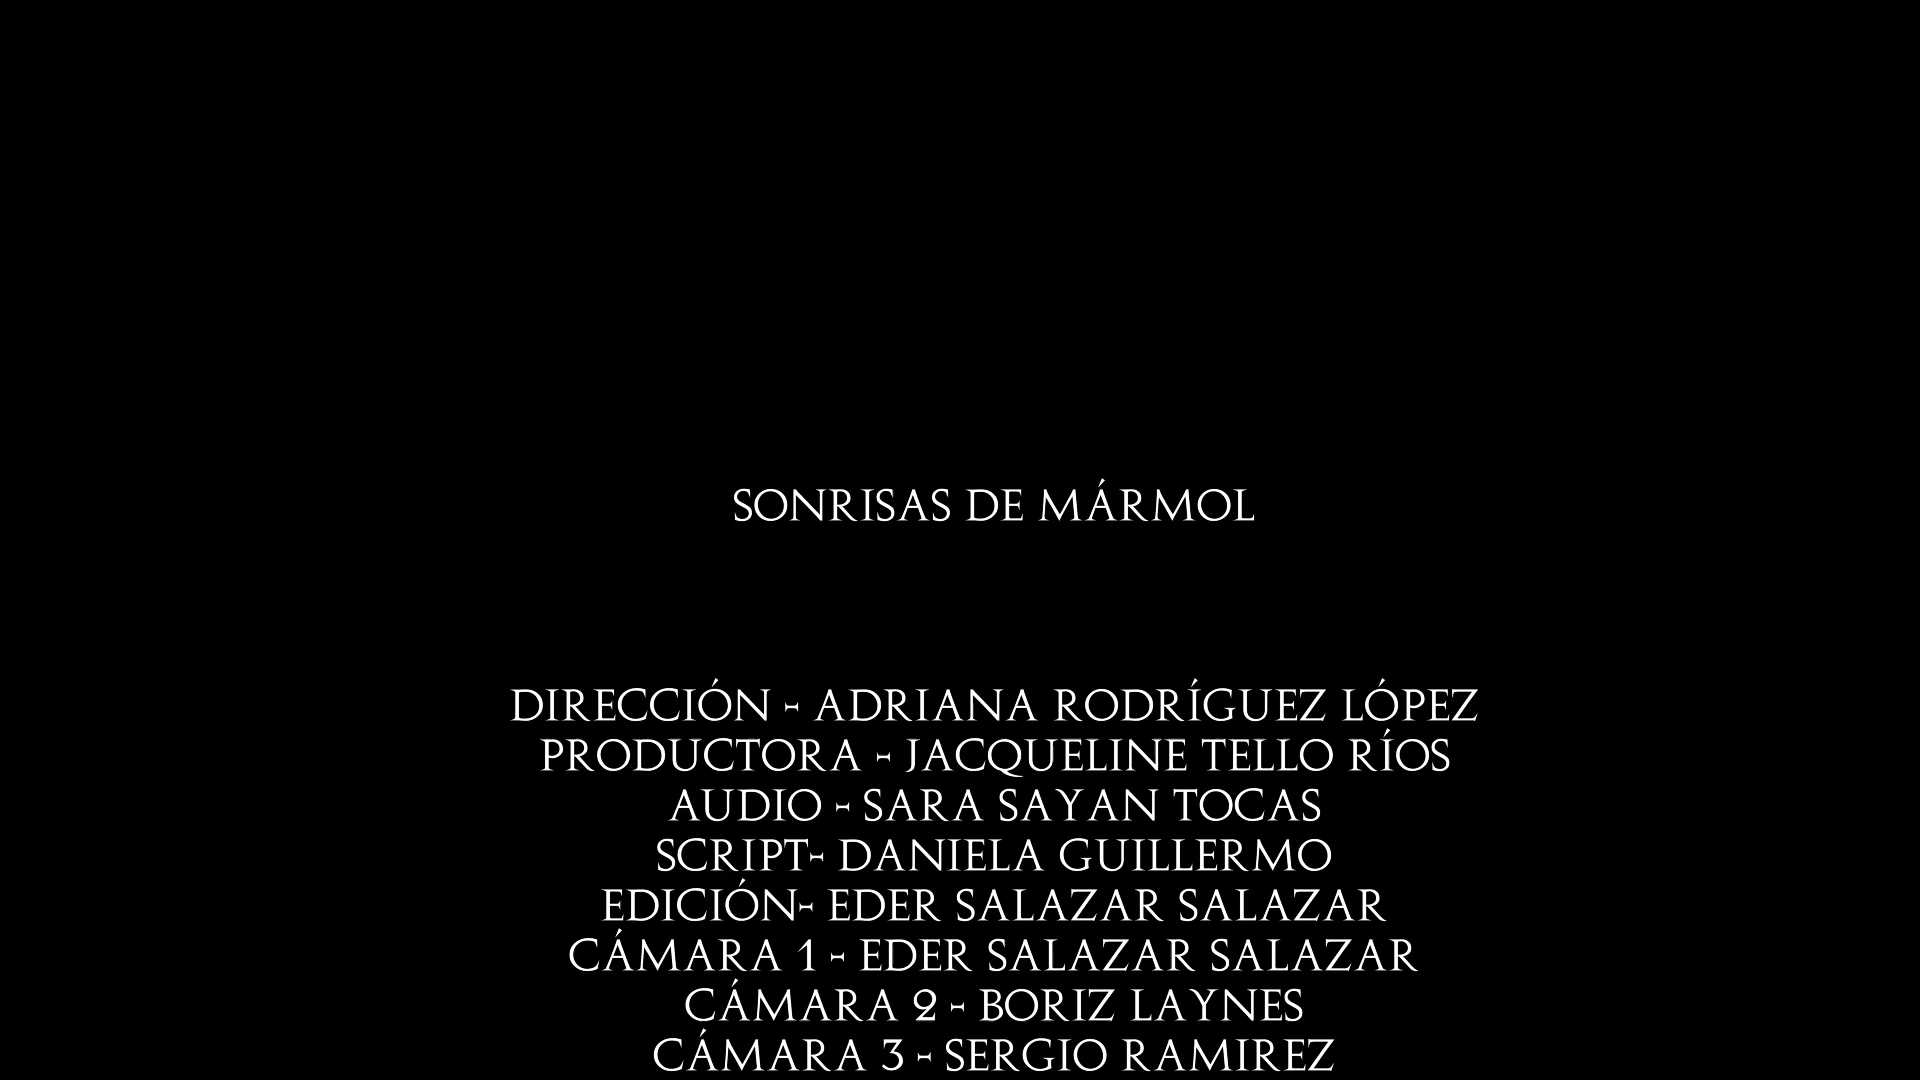 SONRISAS DE MÁRMOL
DIRECCIÓN - ADRIANA RODRÍGUEZ LÓPEZ
PRODUCTORA - JACQUELINE TELLO RÍOS
AUDIO - SARA SAYAN TOCAS
SCRIPT- DANIELA GUILLERMO
EDICIÓN- EDER SALAZAR SALAZAR
CÁMARA 1 - EDER SALAZAR SALAZAR
CÁMARA 2 - BORIZ LAYNES
CÁMARA 3 - SERGIO RAMIREZ